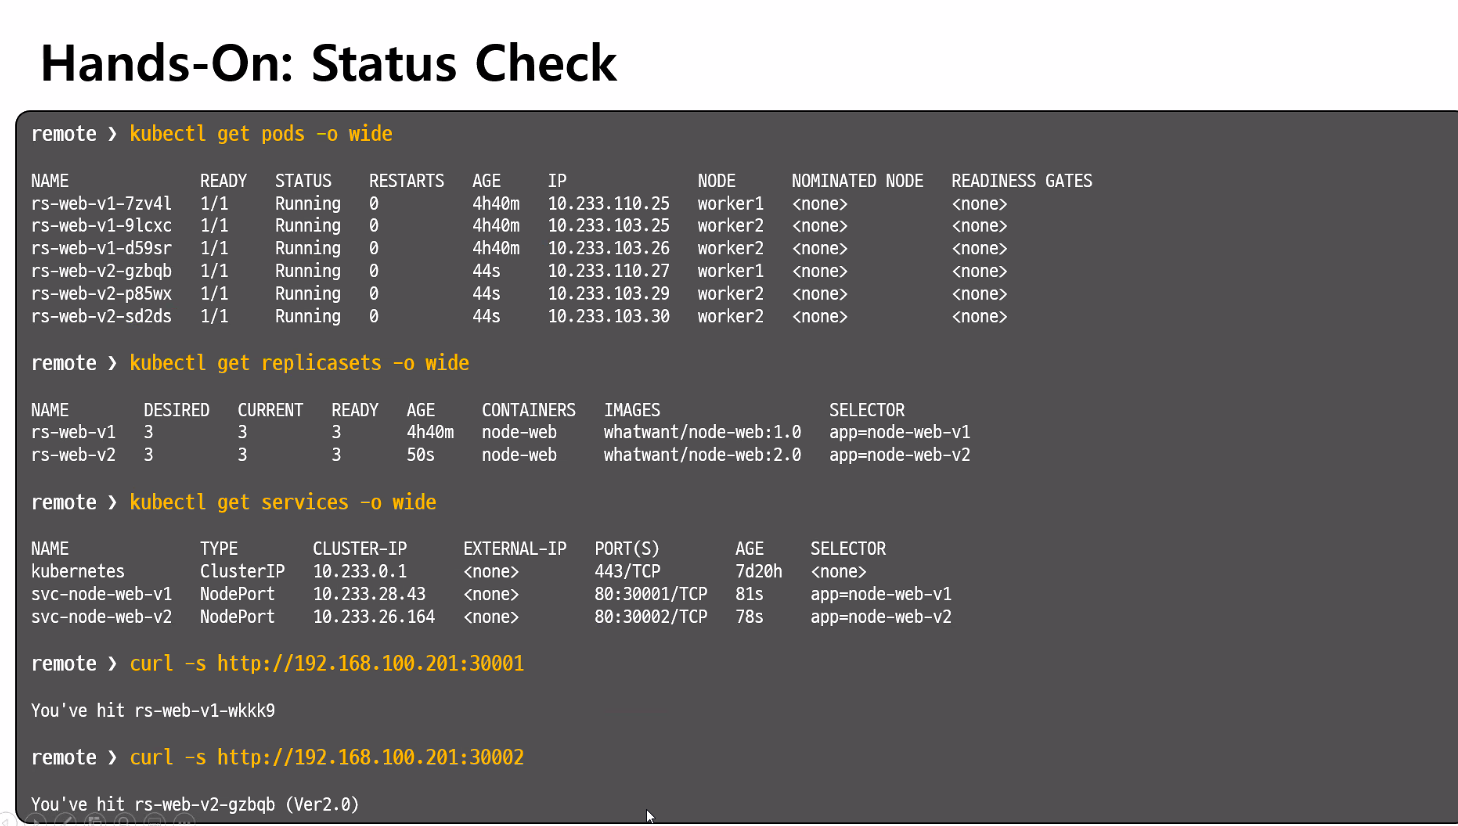 Hands-On: Status Check
remote ❯ kubectl get pods -o wide
NAME READY STATUS RESTARTS AGE IP NODE NOMINATED NODE READINESS GATES
rs-web-v1-7zv4l 1/1 Running 0 4h40m 10.233.110.25 worker1 <none> <none>
rs-web-v1-9lcxc 1/1 Running 0 4h40m 10.233.103.25 worker2 <none> <none>
rs-web-v1-d59sr 1/1 Running 0 4h40m 10.233.103.26 worker2 <none> <none>
rs-web-v2-gzbqb 1/1 Running 0 44s 10.233.110.27 worker1 <none> <none>
rs-web-v2-p85wx 1/1 Running 0 44s 10.233.103.29 worker2 <none> <none>
rs-web-v2-sd2ds 1/1 Running 0 44s 10.233.103.30 worker2 <none> <none>
remote ❯ kubectl get replicasets -o wide
NAME DESIRED CURRENT READY AGE CONTAINERS IMAGES SELECTOR
rs-web-v1 3 3 3 4h40m node-web whatwant/node-web:1.0 app=node-web-v1
rs-web-v2 3 3 3 50s node-web whatwant/node-web:2.0 app=node-web-v2
remote ❯ kubectl get services -o wide
NAME TYPE CLUSTER-IP EXTERNAL-IP PORT(S) AGE SELECTOR
kubernetes ClusterIP 10.233.0.1 <none> 443/TCP 7d20h <none>
svc-node-web-v1 NodePort 10.233.28.43 <none> 80:30001/TCP 81s app=node-web-v1
svc-node-web-v2 NodePort 10.233.26.164 <none> 80:30002/TCP 78s app=node-web-v2
remote ❯ curl -s http://192.168.100.201:30001
You've hit rs-web-v1-wkkk9
remote ❯ curl -s http://192.168.100.201:30002
You've hit rs-web-v2-gzbqb (Ver2.0)